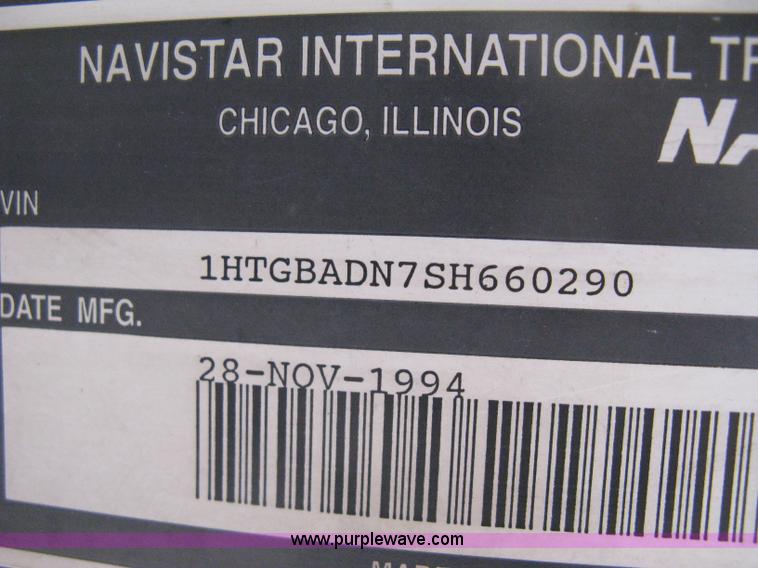 NAVISTAR INTERNATIONAL
CHICAGO, ILLINOIS
VIN
1HTGBADN7SH660290
DATE MFG.
28-NOV-1994
www.purplewave.com